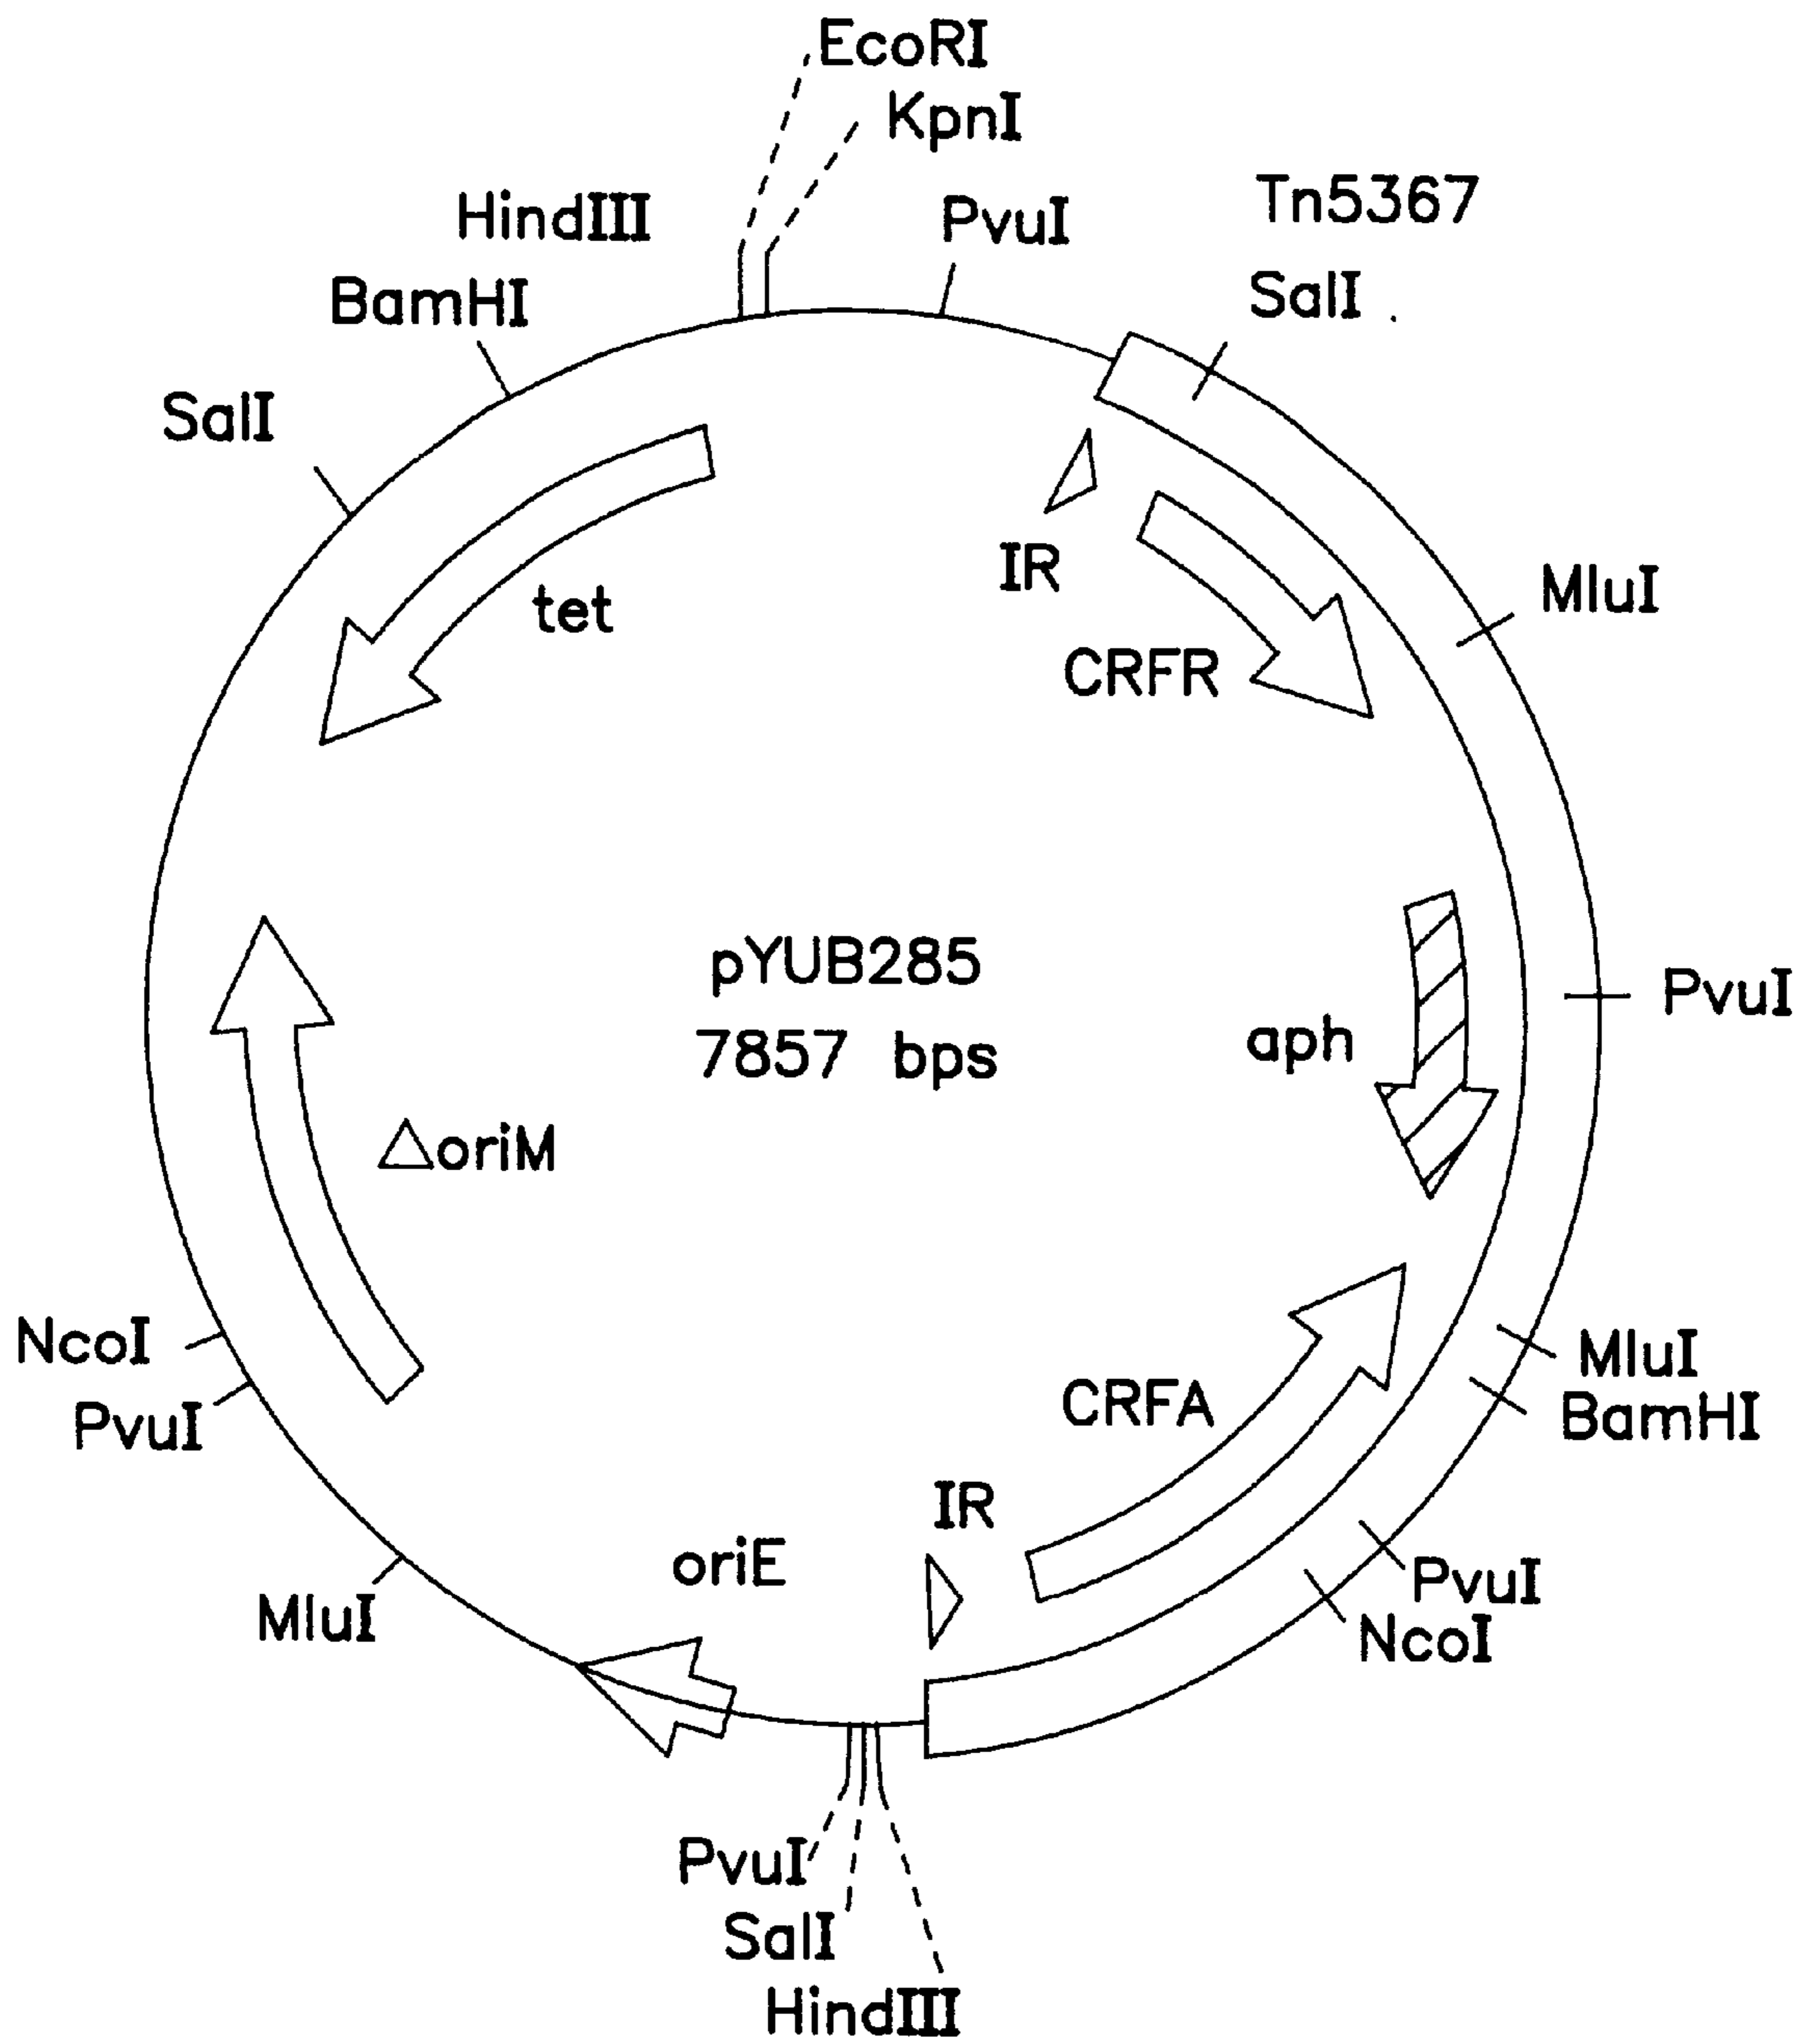 EcoRI
KpnI
Tn5367
HindIII
PvuI
BamHI
SalI
SalI
IR
MluI
tet
CRFR
pYUB285
PvuI
7857 bps
aph
△oriM
NcoI
MluI
PvuI
CRFA
BamHI
IR
oriE
PvuI
MluI
NcoI
PvuI
SalI
HindIII